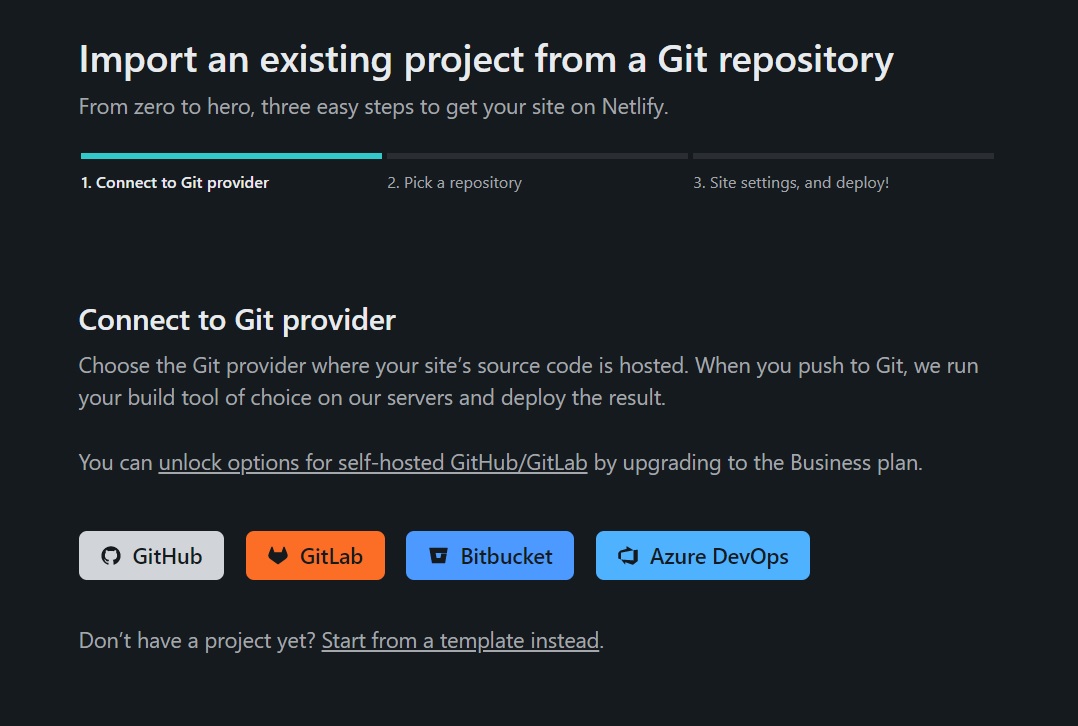 Import an existing project from a Git repository
From zero to hero, three easy steps to get your site on Netlify.
1. Connect to Git provider
2. Pick a repository
3. Site settings, and deploy!
Connect to Git provider
Choose the Git provider where your site’s source code is hosted. When you push to Git, we run
your build tool of choice on our servers and deploy the result.
You can unlock options for self-hosted GitHub/GitLab by upgrading to the Business plan.
GitHub
GitLab
Bitbucket
Azure DevOps
Don’t have a project yet? Start from a template instead.